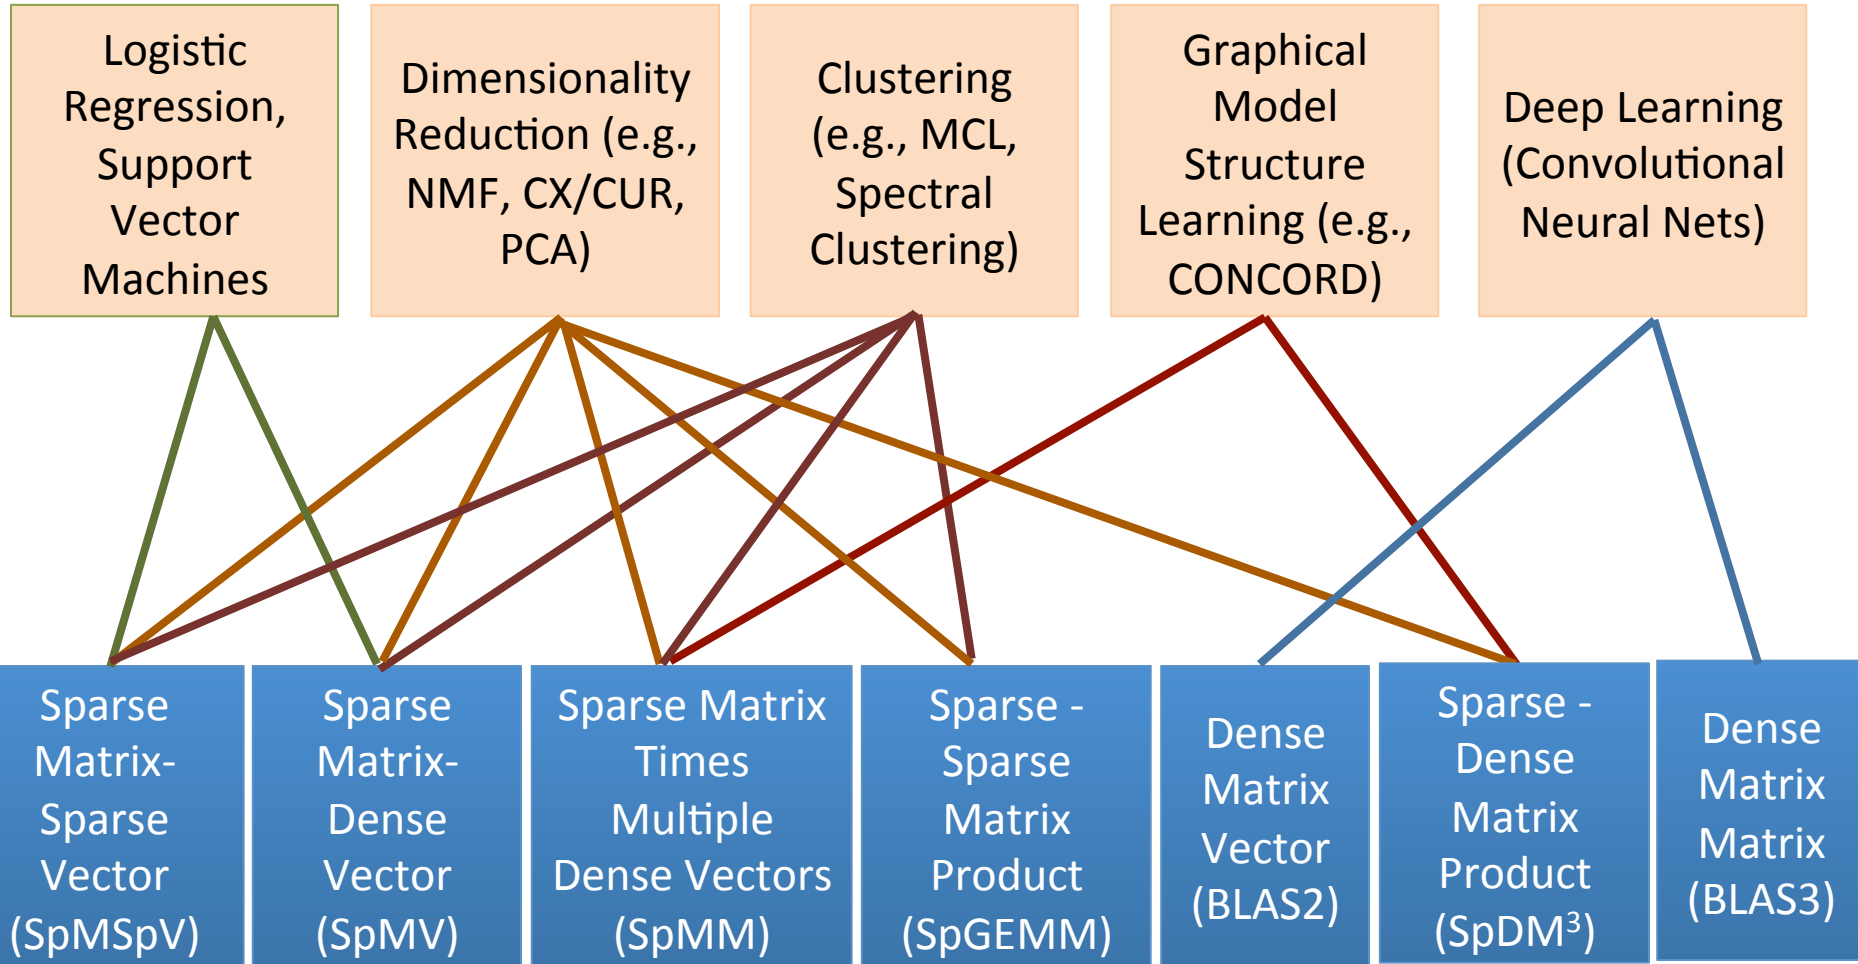 Logistic
Regression,
Support
Vector
Machines
Dimensionality
Reduction (e.g.,
NMF, CX/CUR,
PCA)
Clustering
(e.g., MCL,
Spectral
Clustering)
Graphical
Model
Structure
Learning (e.g.,
CONCORD)
Deep Learning
(Convolutional
Neural Nets)
Sparse
Matrix-
Sparse
Vector
(SpMSpV)
Sparse
Matrix-
Dense
Vector
(SpMV)
Sparse Matrix
Times
Multiple
Dense Vectors
(SpMM)
Sparse -
Sparse
Matrix
Product
(SpGEMM)
Dense
Matrix
Vector
(BLAS2)
Sparse -
Dense
Matrix
Product
(SpDM³)
Dense
Matrix
Matrix
(BLAS3)